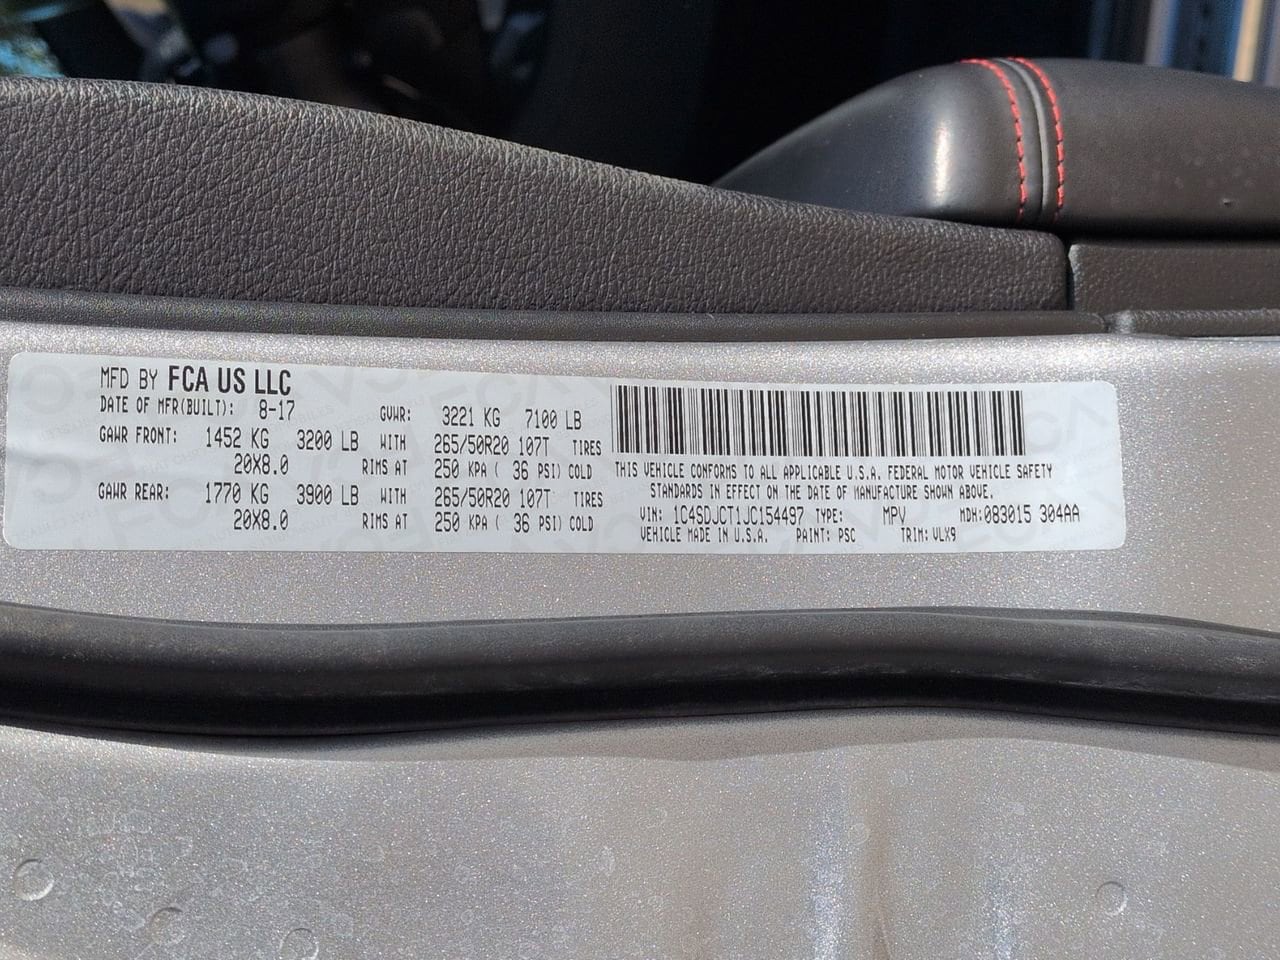 MFD BY FCA US LLC
DATE OF MFR(BUILT): 8-17 GVWR: 3221 KG 7100 LB
GAWR FRONT: 1452 KG 3200 LB WITH 265/50R20 107T TIRES
20X8.0 RIMS AT 250 KPA ( 36 PSI) COLD
GAWR REAR: 1770 KG 3900 LB WITH 265/50R20 107T TIRES
20X8.0 RIMS AT 250 KPA ( 36 PSI) COLD
THIS VEHICLE CONFORMS TO ALL APPLICABLE U.S.A. FEDERAL MOTOR VEHICLE SAFETY
STANDARDS IN EFFECT ON THE DATE OF MANUFACTURE SHOWN ABOVE.
VIN: 1C4SDJCT1JC154497 TYPE: MPV MDH:083015 304AA
VEHICLE MADE IN U.S.A. PAINT: PSC TRIM: VLX9